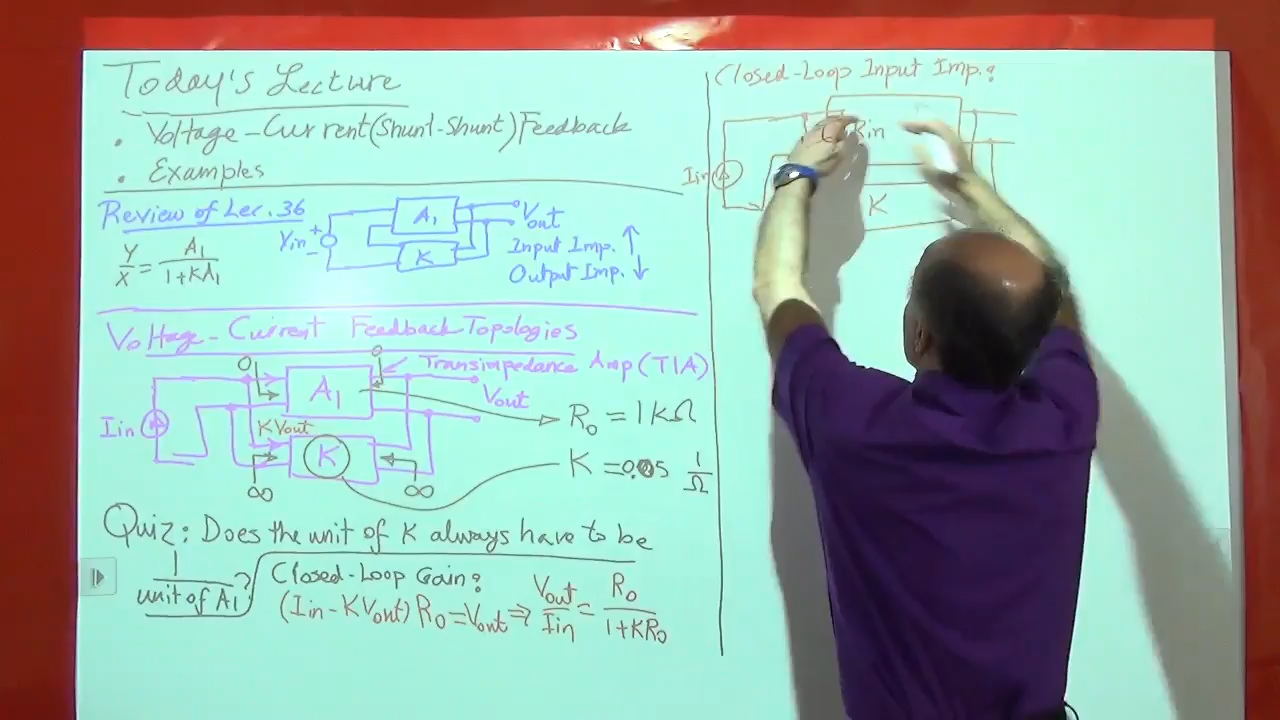 Today's Lecture
. Voltage-Current (Shunt-Shunt) Feedback
. Examples
Review of Lec. 36
Y/X = A1/1+KA1
Vin + -
A1
K
Vout
Input Imp. ↑
Output Imp. ↓
Voltage-Current Feedback Topologies
0
0
Transimpedance Amp (TIA)
A1
Vout
Iin
KVout
K
∞
∞
R0 = 1kΩ
K = 0.05 1/Ω
Quiz: Does the unit of K always have to be
1/unit of A1?
Closed-Loop Gain?
(Iin - KVout) R0 = Vout ⇒ Vout/Iin = R0/1+KR0
Closed-Loop Input Imp.?
Rin
Iin
K